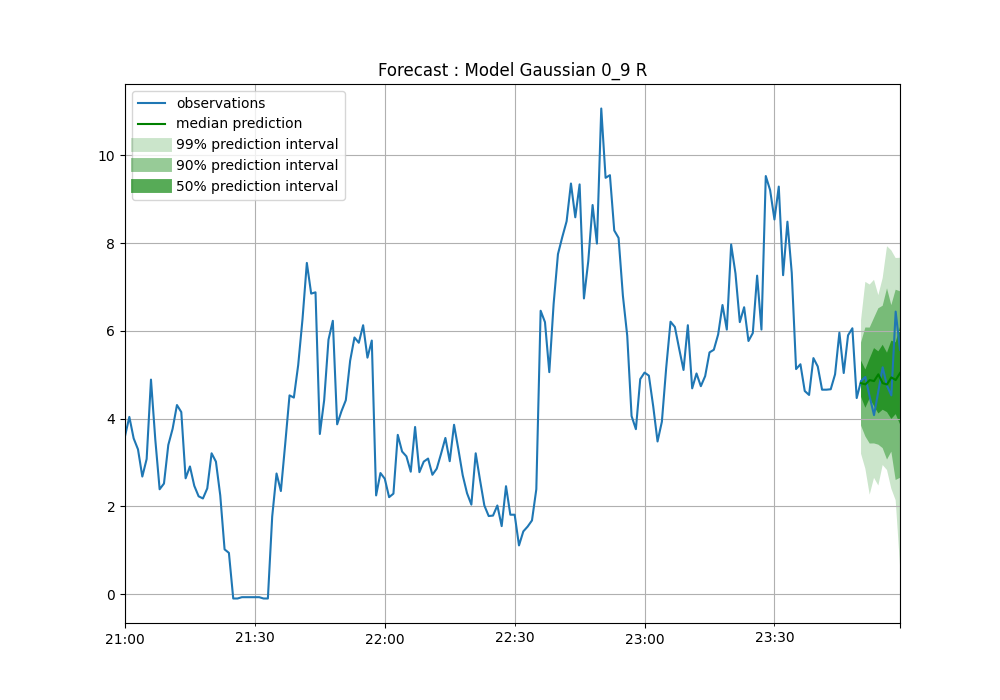 Forecast : Model Gaussian 0_9 R
observations
median prediction
99% prediction interval
90% prediction interval
50% prediction interval
10
8
6
4
2
0
21:00
21:30
22:00
22:30
23:00
23:30